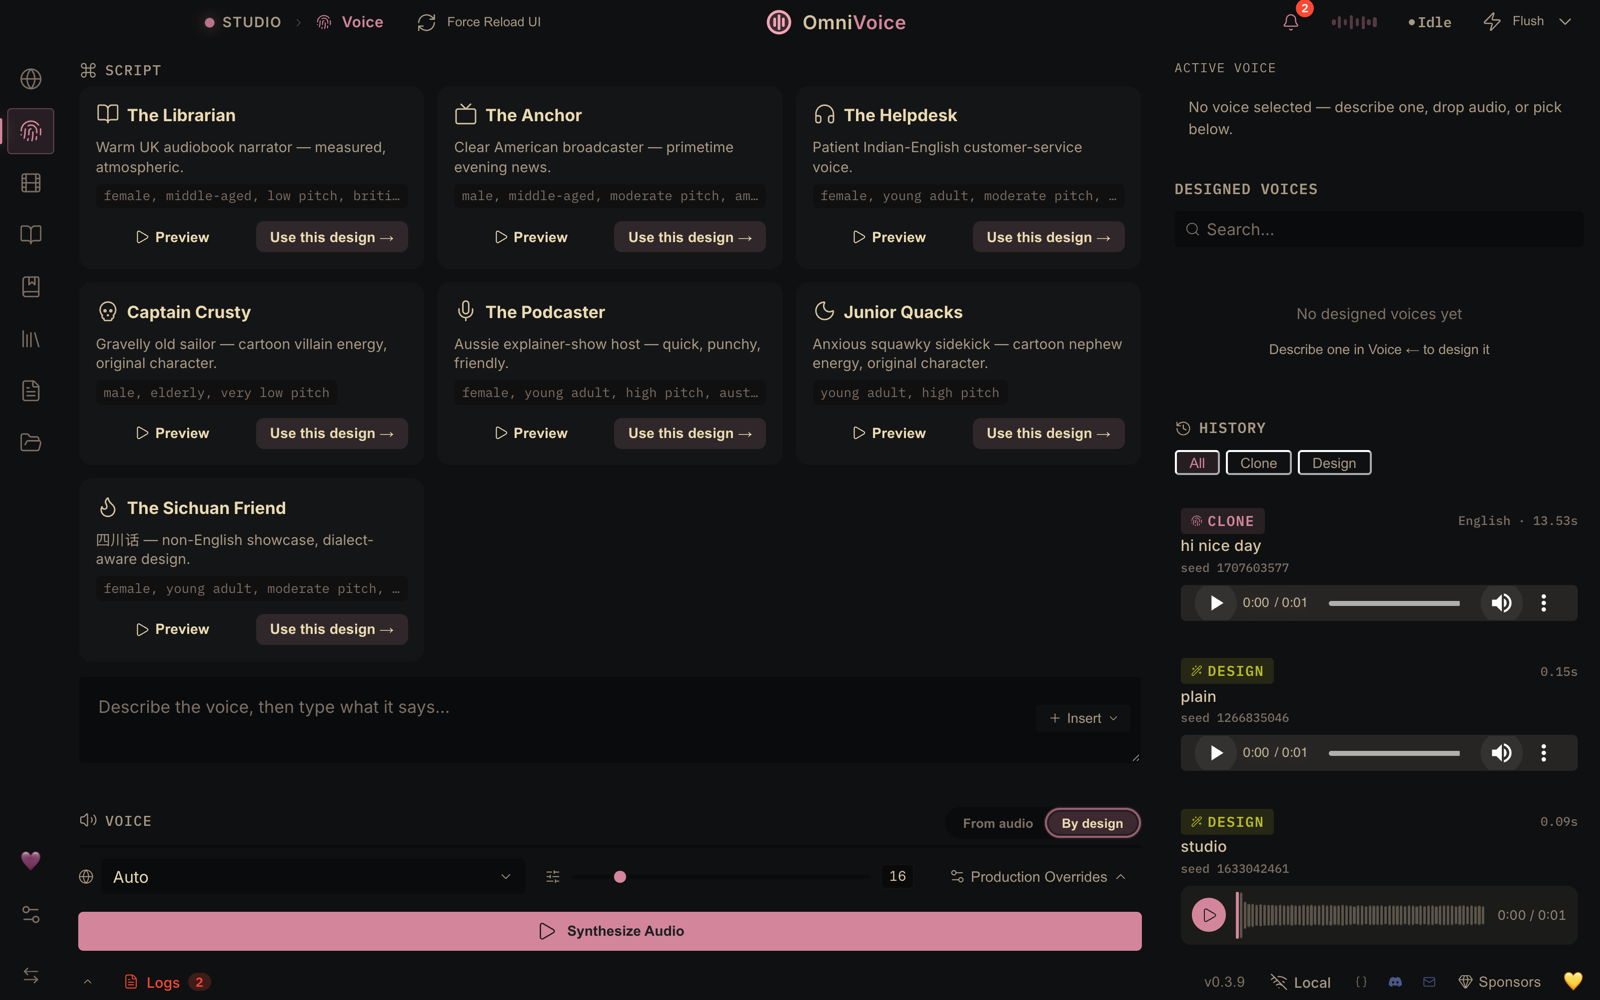 STUDIO › Voice
Force Reload UI
OmniVoice
2
Idle
Flush
SCRIPT
The Librarian
Warm UK audiobook narrator — measured,
atmospheric.
female, middle-aged, low pitch, briti…
Preview
Use this design →
The Anchor
Clear American broadcaster — primetime
evening news.
male, middle-aged, moderate pitch, am…
Preview
Use this design →
The Helpdesk
Patient Indian-English customer-service
voice.
female, young adult, moderate pitch, …
Preview
Use this design →
Captain Crusty
Gravelly old sailor — cartoon villain energy,
original character.
male, elderly, very low pitch
Preview
Use this design →
The Podcaster
Aussie explainer-show host — quick, punchy,
friendly.
female, young adult, high pitch, aust…
Preview
Use this design →
Junior Quacks
Anxious squawky sidekick — cartoon nephew
energy, original character.
young adult, high pitch
Preview
Use this design →
The Sichuan Friend
四川话 — non-English showcase, dialect-
aware design.
female, young adult, moderate pitch, …
Preview
Use this design →
Describe the voice, then type what it says...
+ Insert
VOICE
From audio
By design
Auto
16
Production Overrides
Synthesize Audio
ACTIVE VOICE
No voice selected — describe one, drop audio, or pick
below.
DESIGNED VOICES
Search...
No designed voices yet
Describe one in Voice ← to design it
HISTORY
All
Clone
Design
CLONE
English · 13.53s
hi nice day
seed 1707603577
0:00 / 0:01
DESIGN
0.15s
plain
seed 1266835046
0:00 / 0:01
DESIGN
0.09s
studio
seed 1633042461
0:00 / 0:01
Logs 2
v0.3.9
Local
Sponsors